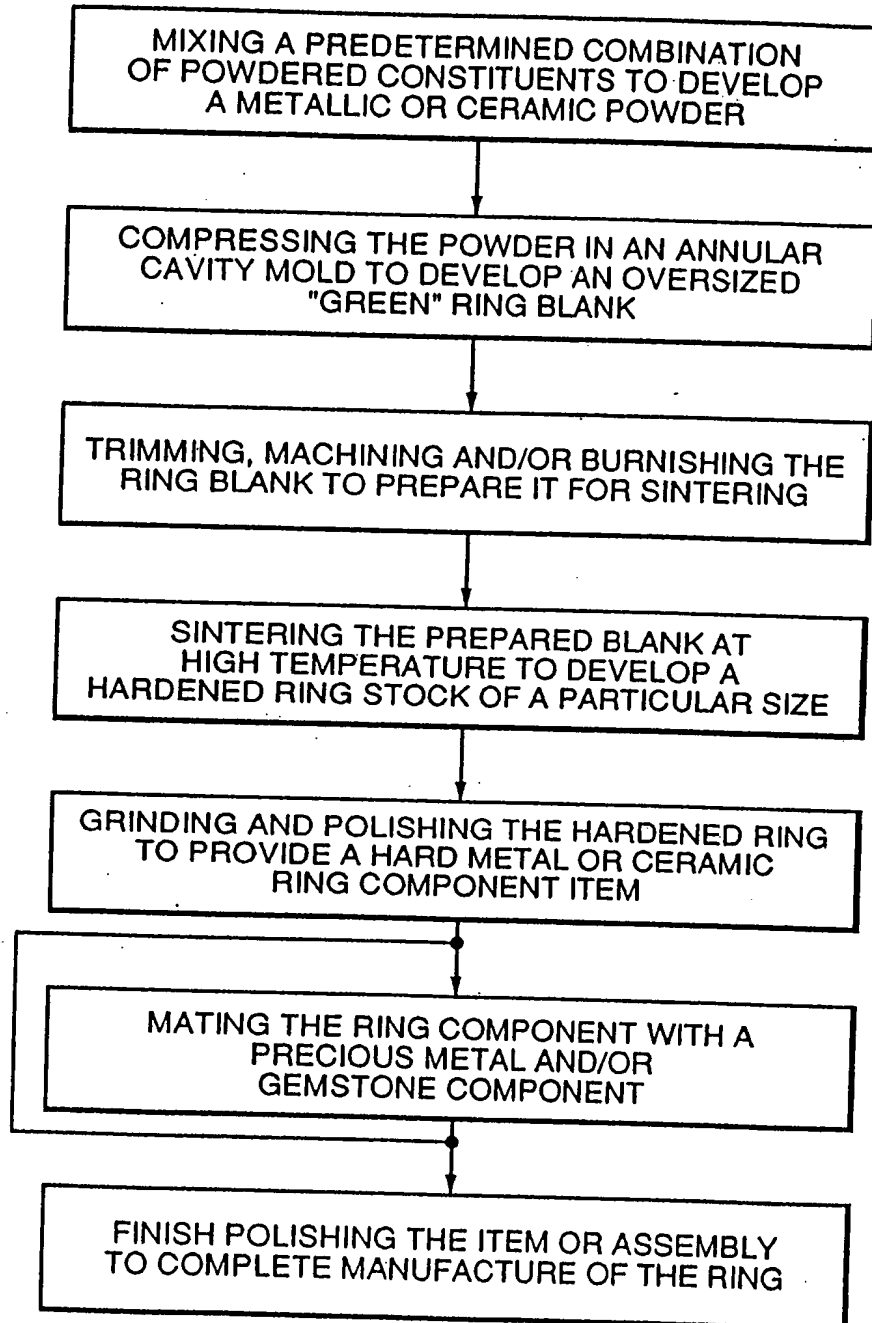 MIXING A PREDETERMINED COMBINATION
OF POWDERED CONSTITUENTS TO DEVELOP
A METALLIC OR CERAMIC POWDER
COMPRESSING THE POWDER IN AN ANNULAR
CAVITY MOLD TO DEVELOP AN OVERSIZED
"GREEN" RING BLANK
TRIMMING, MACHINING AND/OR BURNISHING THE
RING BLANK TO PREPARE IT FOR SINTERING
SINTERING THE PREPARED BLANK AT
HIGH TEMPERATURE TO DEVELOP A
HARDENED RING STOCK OF A PARTICULAR SIZE
GRINDING AND POLISHING THE HARDENED RING
TO PROVIDE A HARD METAL OR CERAMIC
RING COMPONENT ITEM
MATING THE RING COMPONENT WITH A
PRECIOUS METAL AND/OR
GEMSTONE COMPONENT
FINISH POLISHING THE ITEM OR ASSEMBLY
TO COMPLETE MANUFACTURE OF THE RING